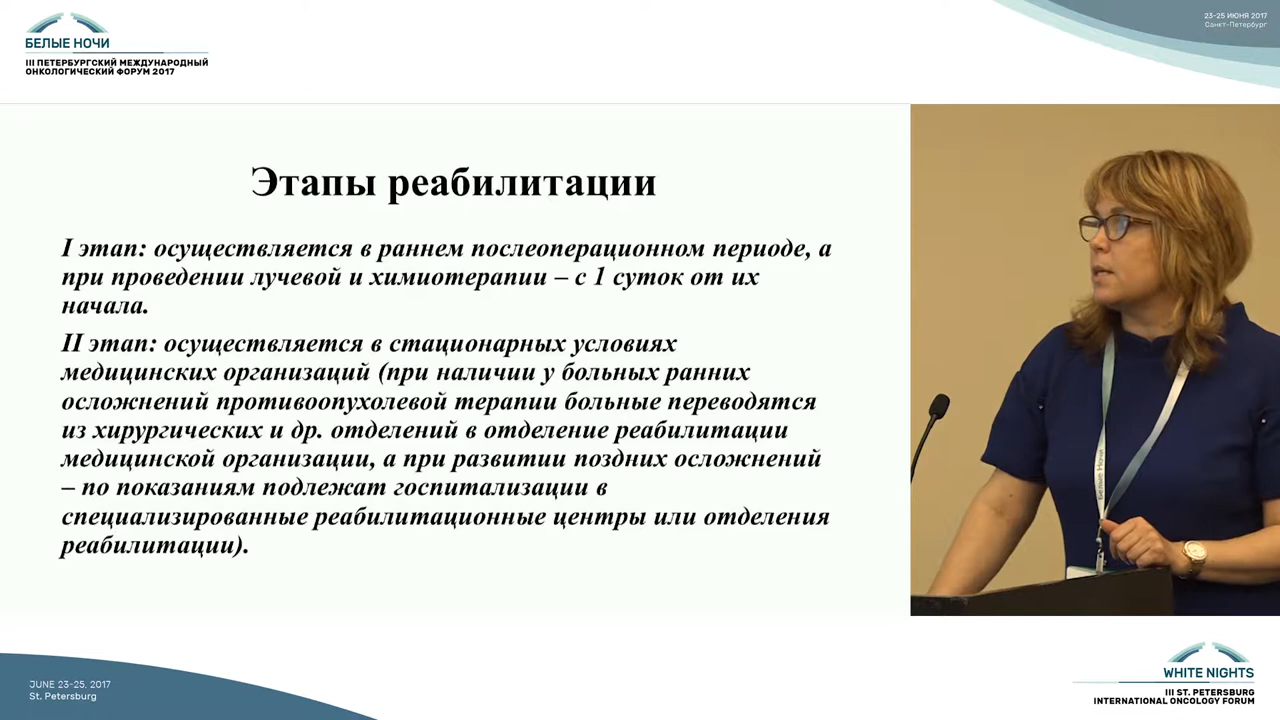 БЕЛЫЕ НОЧИ
III ПЕТЕРБУРГСКИЙ МЕЖДУНАРОДНЫЙ
ОНКОЛОГИЧЕСКИЙ ФОРУМ 2017
23-25 ИЮНЯ 2017
Санкт-Петербург
Этапы реабилитации
I этап: осуществляется в раннем послеоперационном периоде, а
при проведении лучевой и химиотерапии – с 1 суток от их
начала.
II этап: осуществляется в стационарных условиях
медицинских организаций (при наличии у больных ранних
осложнений противоопухолевой терапии больные переводятся
из хирургических и др. отделений в отделение реабилитации
медицинской организации, а при развитии поздних осложнений
– по показаниям подлежат госпитализации в
специализированные реабилитационные центры или отделения
реабилитации).
Белые Ночи
JUNE 23-25, 2017
St. Petersburg
WHITE NIGHTS
III ST. PETERSBURG
INTERNATIONAL ONCOLOGY FORUM